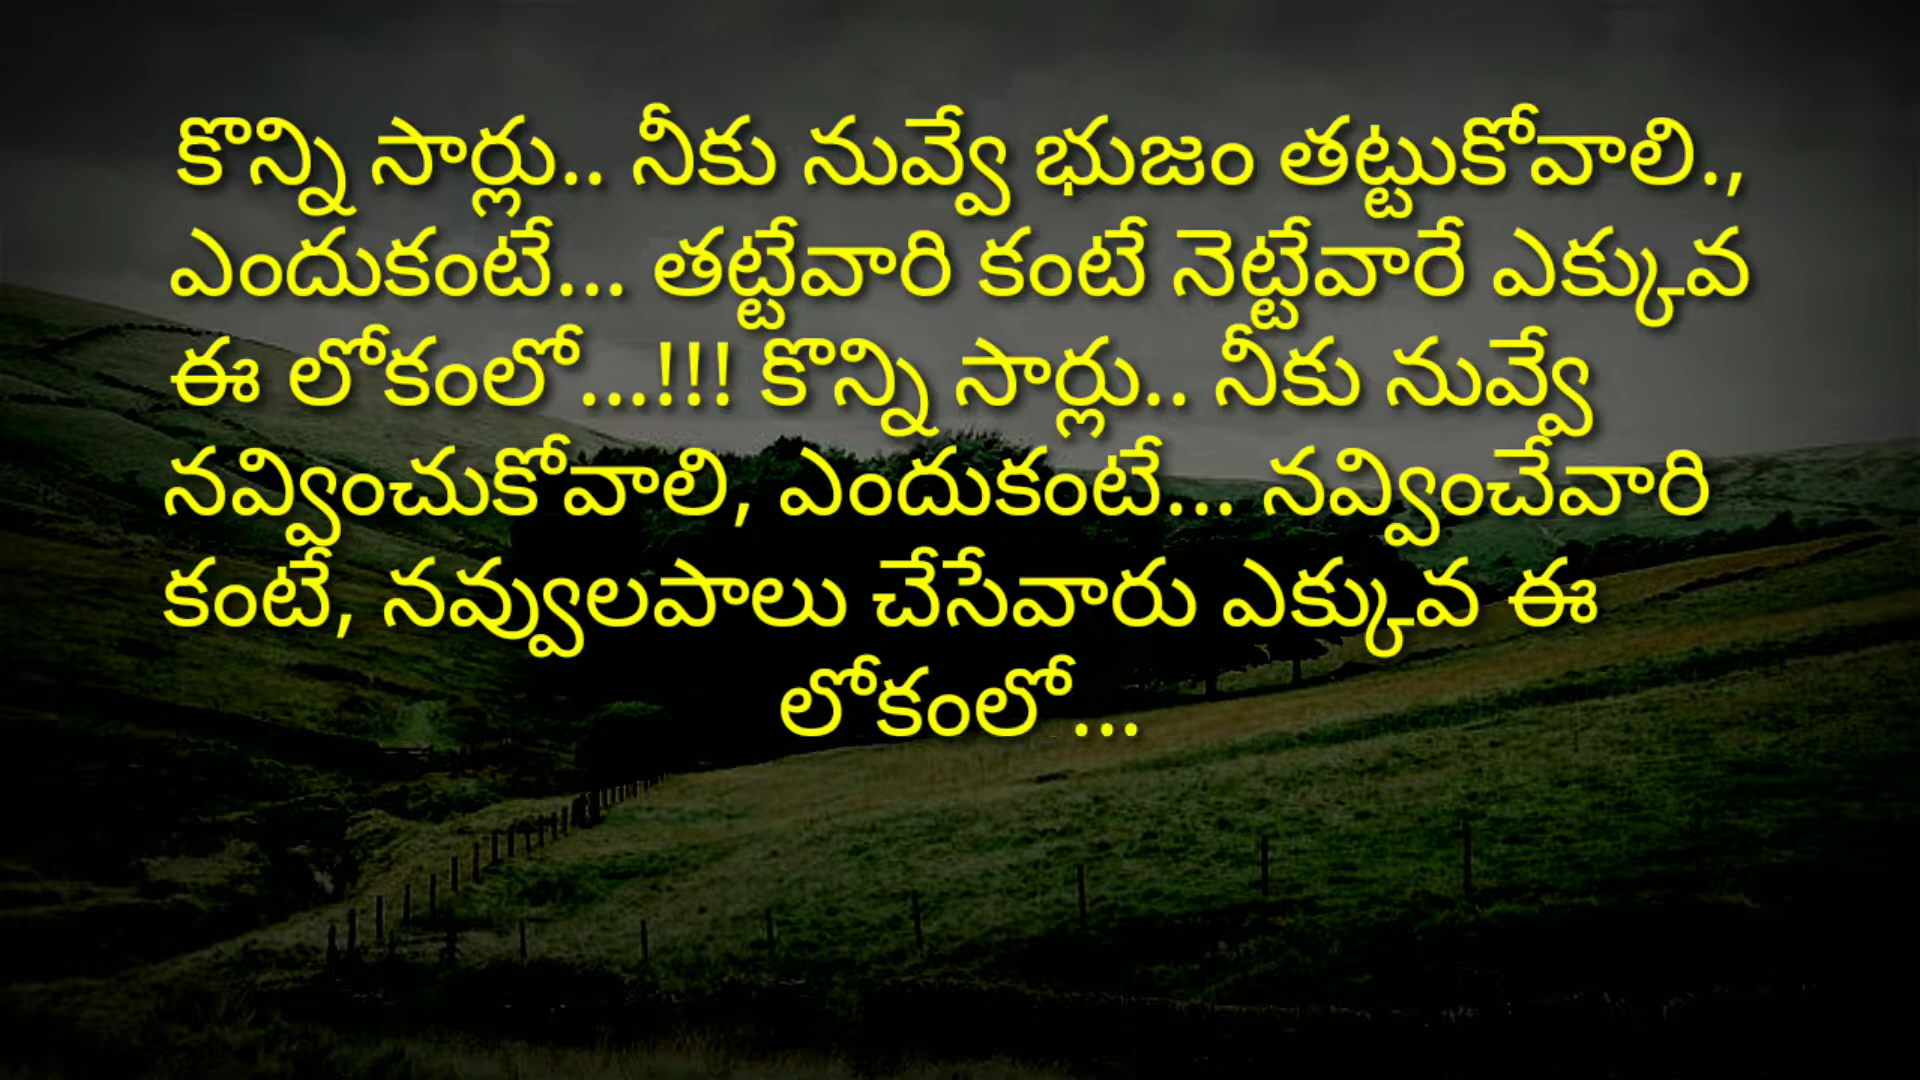 కొన్ని సార్లు.. నీకు నువ్వే భుజం తట్టుకోవాలి.,
ఎందుకంటే... తట్టేవారి కంటే నెట్టేవారే ఎక్కువ
ఈ లోకంలో...!!! కొన్ని సార్లు.. నీకు నువ్వే
నవ్వించుకోవాలి, ఎందుకంటే... నవ్వించేవారి
కంటే, నవ్వులపాలు చేసేవారు ఎక్కువ ఈ
లోకంలో...